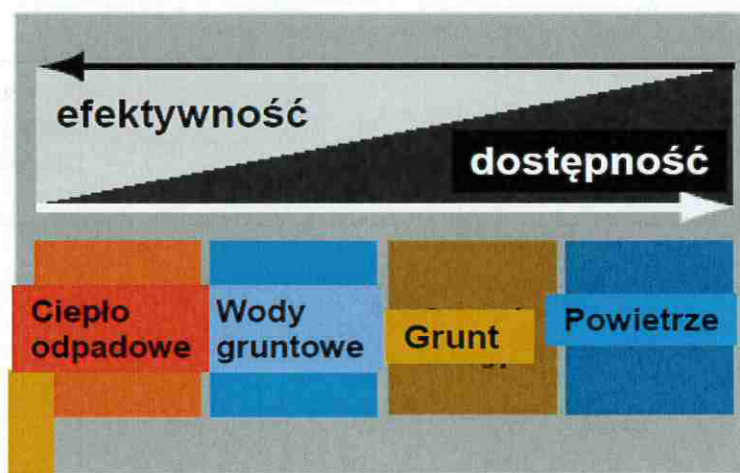 efektywność
dostępność
Ciepło
odpadowe
Wody
gruntowe
Grunt
Powietrze